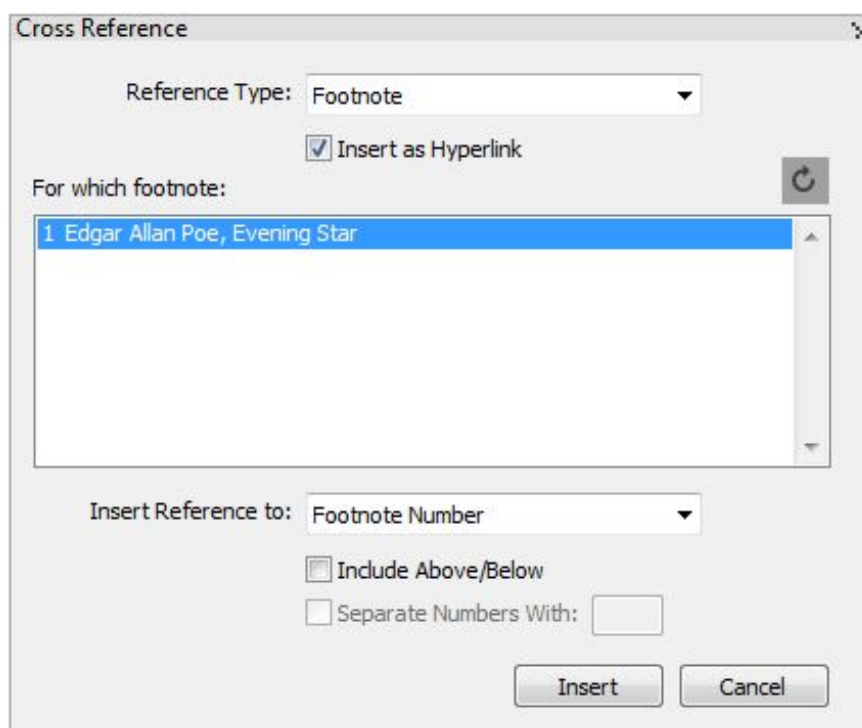 Cross Reference
Reference Type: Footnote
Insert as Hyperlink
For which footnote:
1 Edgar Allan Poe, Evening Star
Insert Reference to: Footnote Number
Include Above/Below
Separate Numbers With:
Insert Cancel